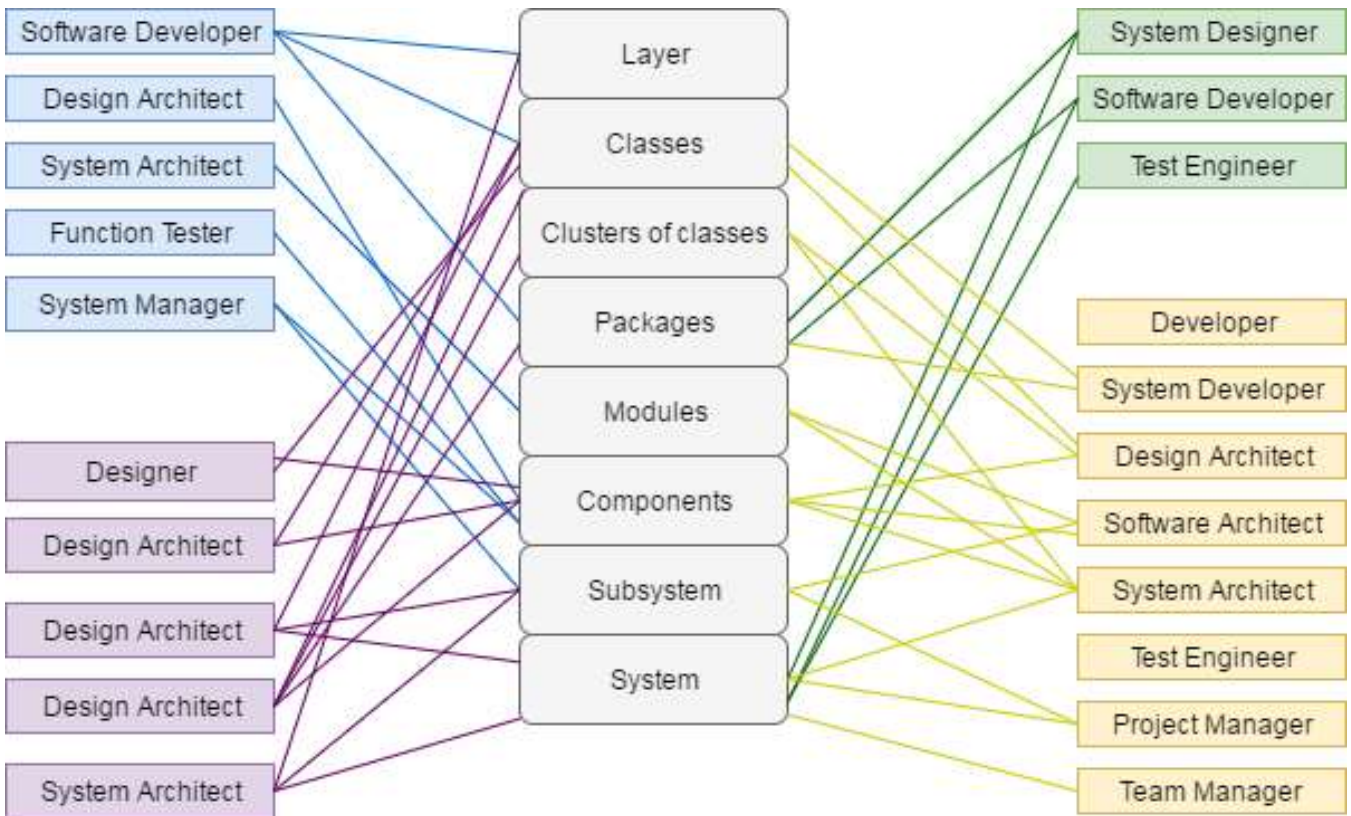 Software Developer
Design Architect
System Architect
Function Tester
System Manager
Designer
Design Architect
Design Architect
Design Architect
System Architect
Layer
Classes
Clusters of classes
Packages
Modules
Components
Subsystem
System
System Designer
Software Developer
Test Engineer
Developer
System Developer
Design Architect
Software Architect
System Architect
Test Engineer
Project Manager
Team Manager